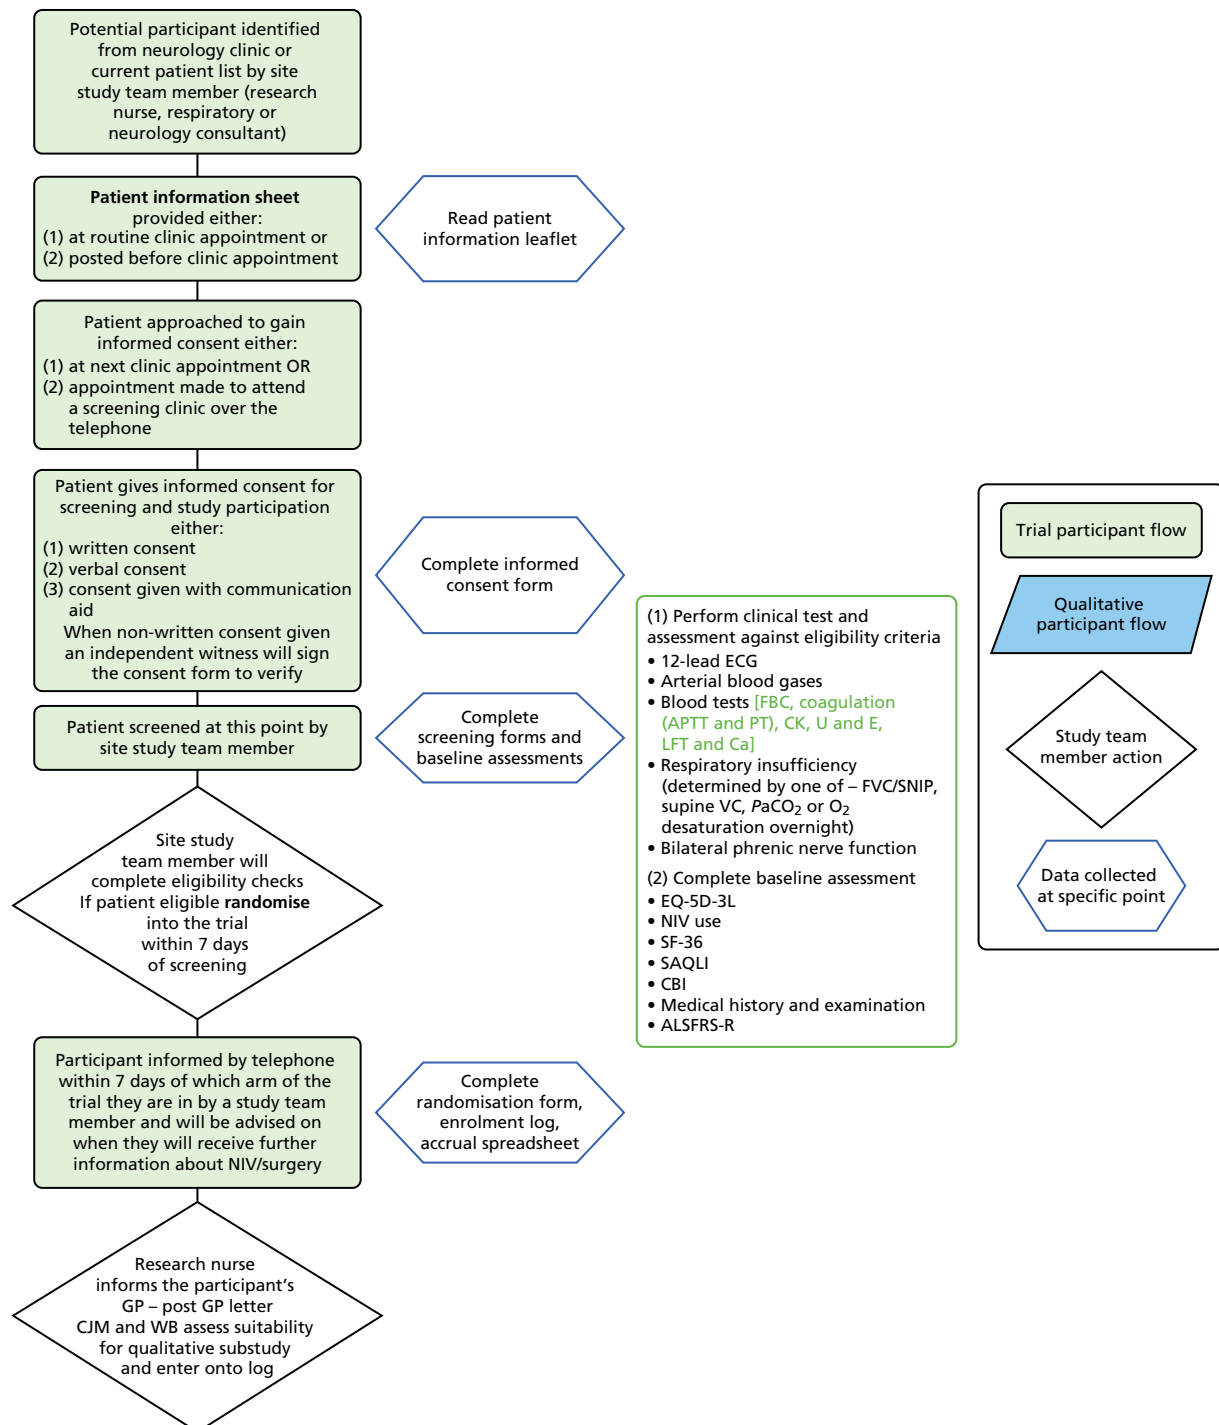 Potential participant identified
from neurology clinic or
current patient list by site
study team member (research
nurse, respiratory or
neurology consultant)
Patient information sheet
provided either:
(1) at routine clinic appointment or
(2) posted before clinic appointment
Read patient
information leaflet
Patient approached to gain
informed consent either:
(1) at next clinic appointment OR
(2) appointment made to attend
a screening clinic over the
telephone
Patient gives informed consent for
screening and study participation
either:
(1) written consent
(2) verbal consent
(3) consent given with communication
aid
When non-written consent given
an independent witness will sign
the consent form to verify
Complete informed
consent form
Patient screened at this point by
site study team member
Complete
screening forms and
baseline assessments
(1) Perform clinical test and
assessment against eligibility criteria
• 12-lead ECG
• Arterial blood gases
• Blood tests [FBC, coagulation
(APTT and PT), CK, U and E,
LFT and Ca]
• Respiratory insufficiency
(determined by one of – FVC/SNIP,
supine VC, PaCO2 or O2
desaturation overnight)
• Bilateral phrenic nerve function
(2) Complete baseline assessment
• EQ-5D-3L
• NIV use
• SF-36
• SAQLI
• CBI
• Medical history and examination
• ALSFRS-R
Site study
team member will
complete eligibility checks
If patient eligible randomise
into the trial
within 7 days
of screening
Participant informed by telephone
within 7 days of which arm of the
trial they are in by a study team
member and will be advised on
when they will receive further
information about NIV/surgery
Complete
randomisation form,
enrolment log,
accrual spreadsheet
Research nurse
informs the participant's
GP – post GP letter
CJM and WB assess suitability
for qualitative substudy
and enter onto log
Trial participant flow
Qualitative
participant flow
Study team
member action
Data collected
at specific point